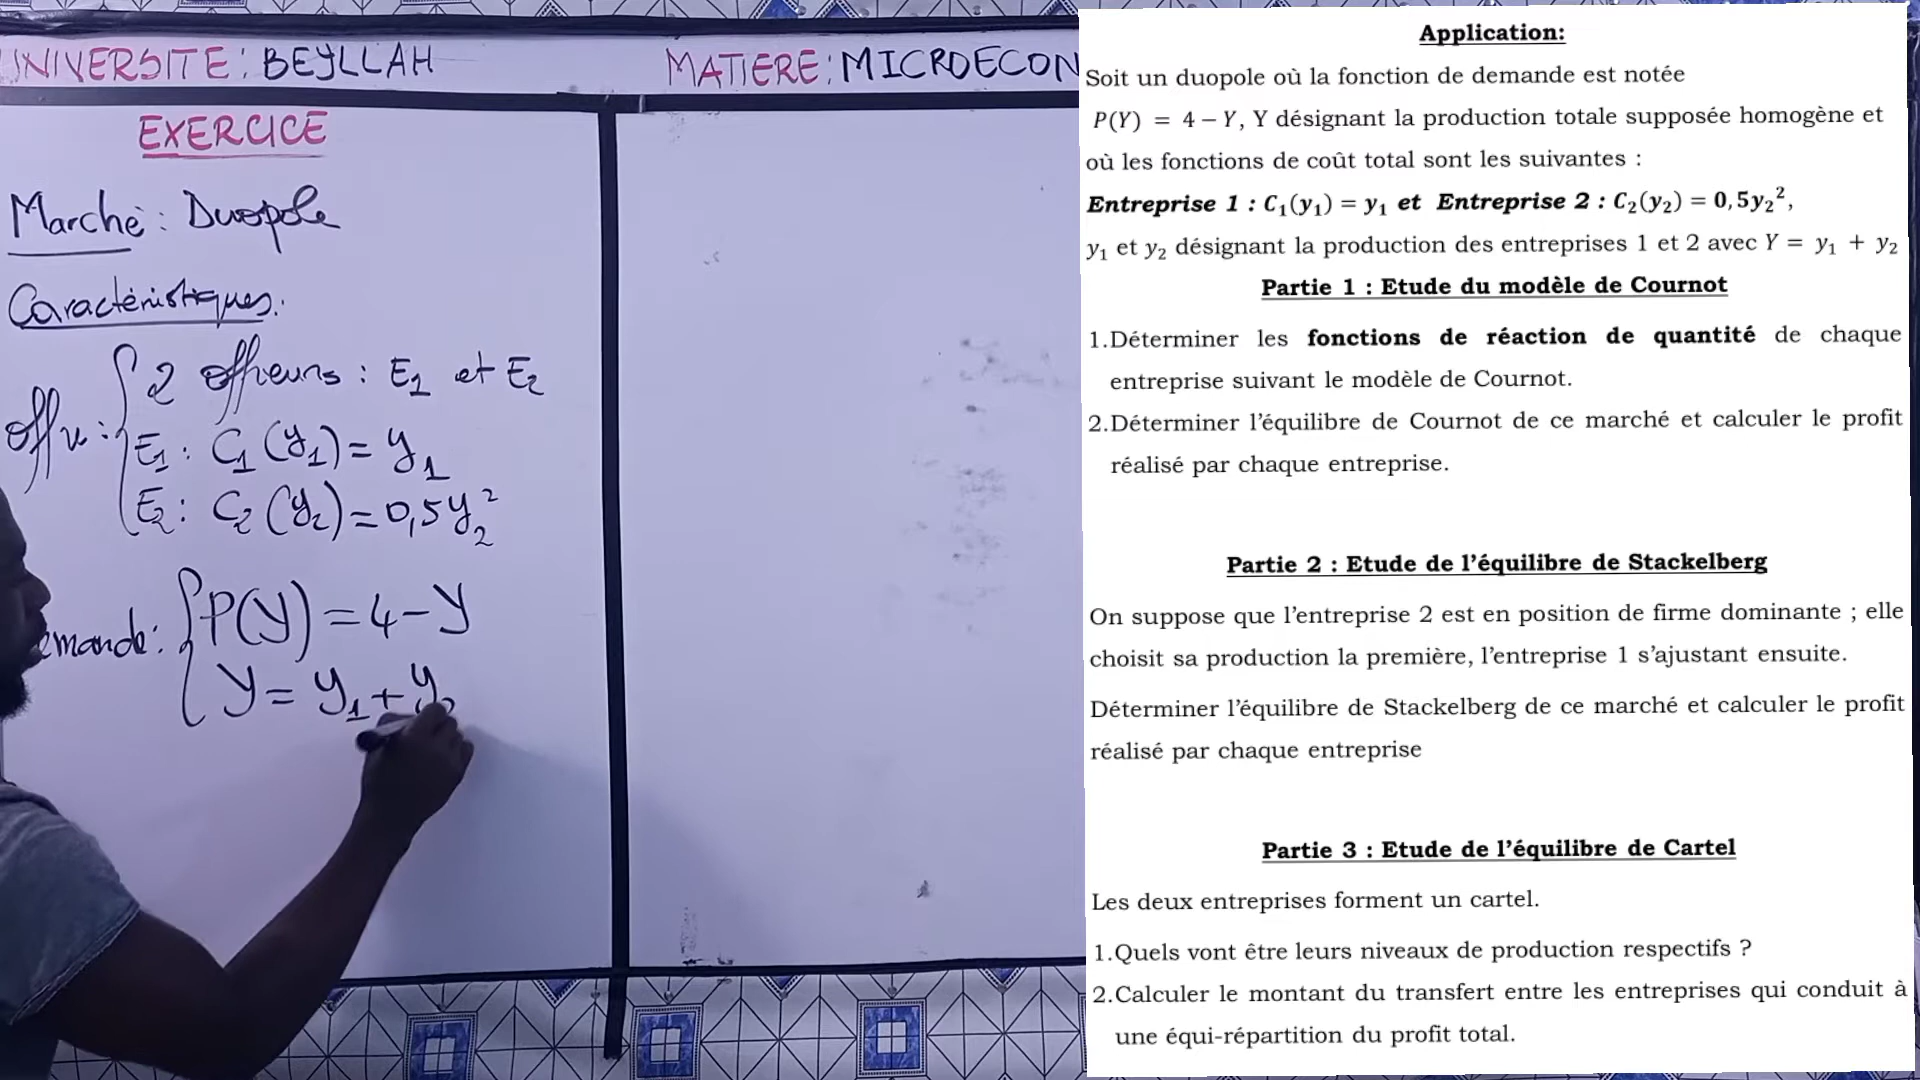 UNIVERSITE: BEYLLAH
MATIERE: MICROECON
EXERCICE
Marché: Duopole
Caractéristiques:
offre:
2 offreurs: E1 et E2
E1: C1(y1)= y1
E2: C2(y2)=0,5y2²
emande:
P(Y)=4-Y
Y= y1+y2
Application:
Soit un duopole où la fonction de demande est notée
P(Y) = 4 – Y, Y désignant la production totale supposée homogène et
où les fonctions de coût total sont les suivantes :
Entreprise 1 : C₁(y₁) = y₁ et Entreprise 2 : C₂(y₂) = 0,5y₂²,
y₁ et y₂ désignant la production des entreprises 1 et 2 avec Y = y₁ + y₂
Partie 1 : Etude du modèle de Cournot
1.Déterminer les fonctions de réaction de quantité de chaque
entreprise suivant le modèle de Cournot.
2.Déterminer l’équilibre de Cournot de ce marché et calculer le profit
réalisé par chaque entreprise.
Partie 2 : Etude de l’équilibre de Stackelberg
On suppose que l’entreprise 2 est en position de firme dominante ; elle
choisit sa production la première, l’entreprise 1 s’ajustant ensuite.
Déterminer l’équilibre de Stackelberg de ce marché et calculer le profit
réalisé par chaque entreprise
Partie 3 : Etude de l’équilibre de Cartel
Les deux entreprises forment un cartel.
1.Quels vont être leurs niveaux de production respectifs ?
2.Calculer le montant du transfert entre les entreprises qui conduit à
une équi-répartition du profit total.